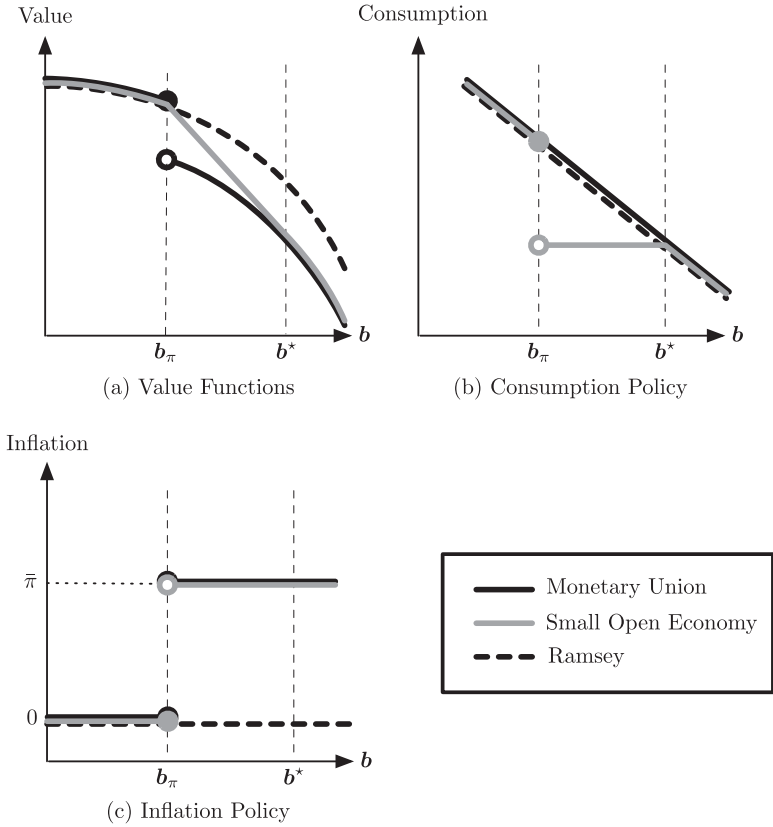 Value
b
b_π
b*
(a) Value Functions
Consumption
b
b_π
b*
(b) Consumption Policy
Inflation
π̄
0
b
b_π
b*
(c) Inflation Policy
Monetary Union
Small Open Economy
Ramsey